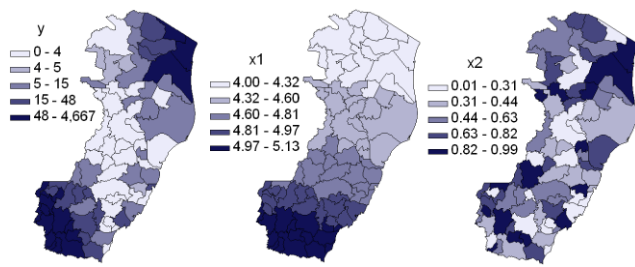 y
0 - 4
4 - 5
5 - 15
15 - 48
48 - 4,667
x1
4.00 - 4.32
4.32 - 4.60
4.60 - 4.81
4.81 - 4.97
4.97 - 5.13
x2
0.01 - 0.31
0.31 - 0.44
0.44 - 0.63
0.63 - 0.82
0.82 - 0.99